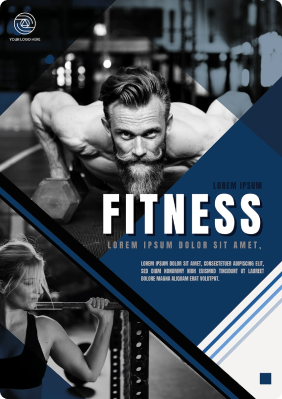 YOUR LOGO HERE
LOREM IPSUM
FITNESS
LOREM IPSUM DOLOR SIT AMET,
LOREM IPSUM DOLOR SIT AMET, CONSECTETUER ADIPISCING ELIT,
SED DIAM NONUMMY NIBH EUISMOD TINCIDUNT UT LAOREET
DOLORE MAGNA ALIQUAM ERAT VOLUTPAT.